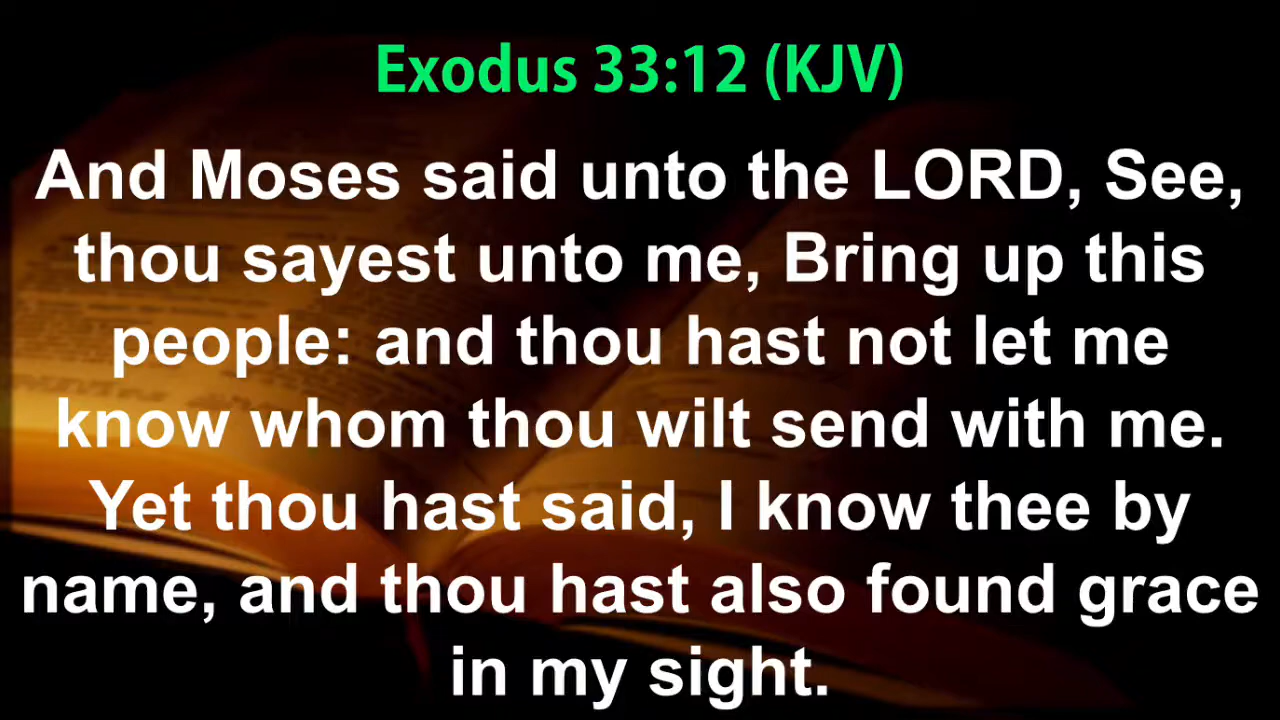 Exodus 33:12 (KJV)
And Moses said unto the LORD, See,
thou sayest unto me, Bring up this
people: and thou hast not let me
know whom thou wilt send with me.
Yet thou hast said, I know thee by
name, and thou hast also found grace
in my sight.